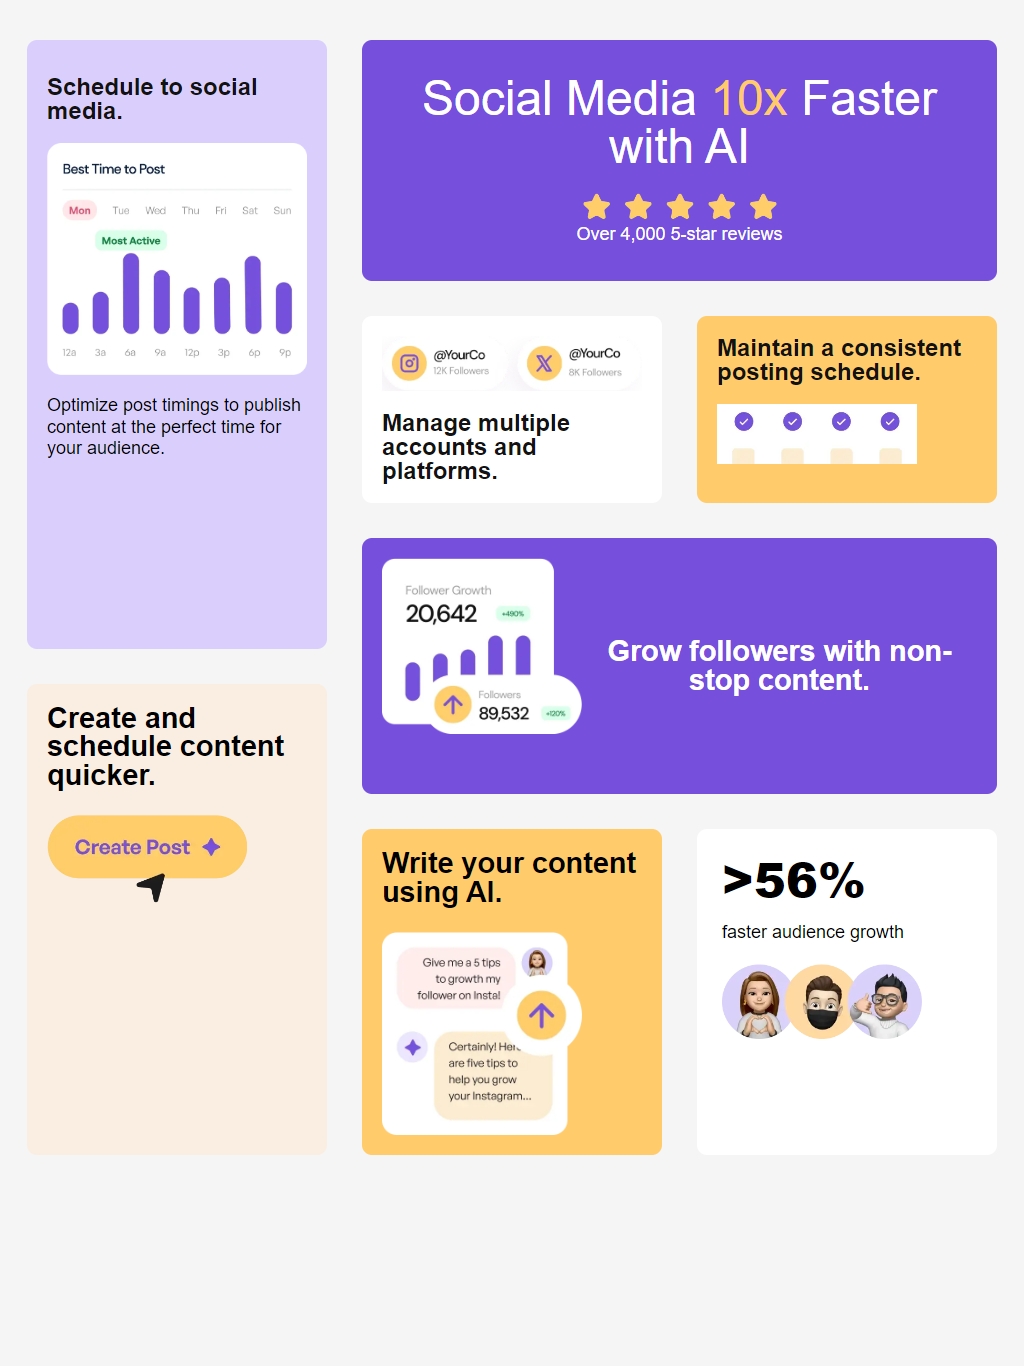 Schedule to social
media.
Best Time to Post
Mon Tue Wed Thu Fri Sat Sun
Most Active
12a 3a 6a 9a 12p 3p 6p 9p
Optimize post timings to publish
content at the perfect time for
your audience.
Social Media 10x Faster
with AI
Over 4,000 5-star reviews
@YourCo
12K Followers
@YourCo
8K Followers
Manage multiple
accounts and
platforms.
Maintain a consistent
posting schedule.
Follower Growth
20,642 +490%
Followers
89,532 +120%
Grow followers with non-
stop content.
Create and
schedule content
quicker.
Create Post
Write your content
using AI.
Give me a 5 tips
to growth my
follower on Insta!
Certainly! Here
are five tips to
help you grow
your Instagram...
>56%
faster audience growth